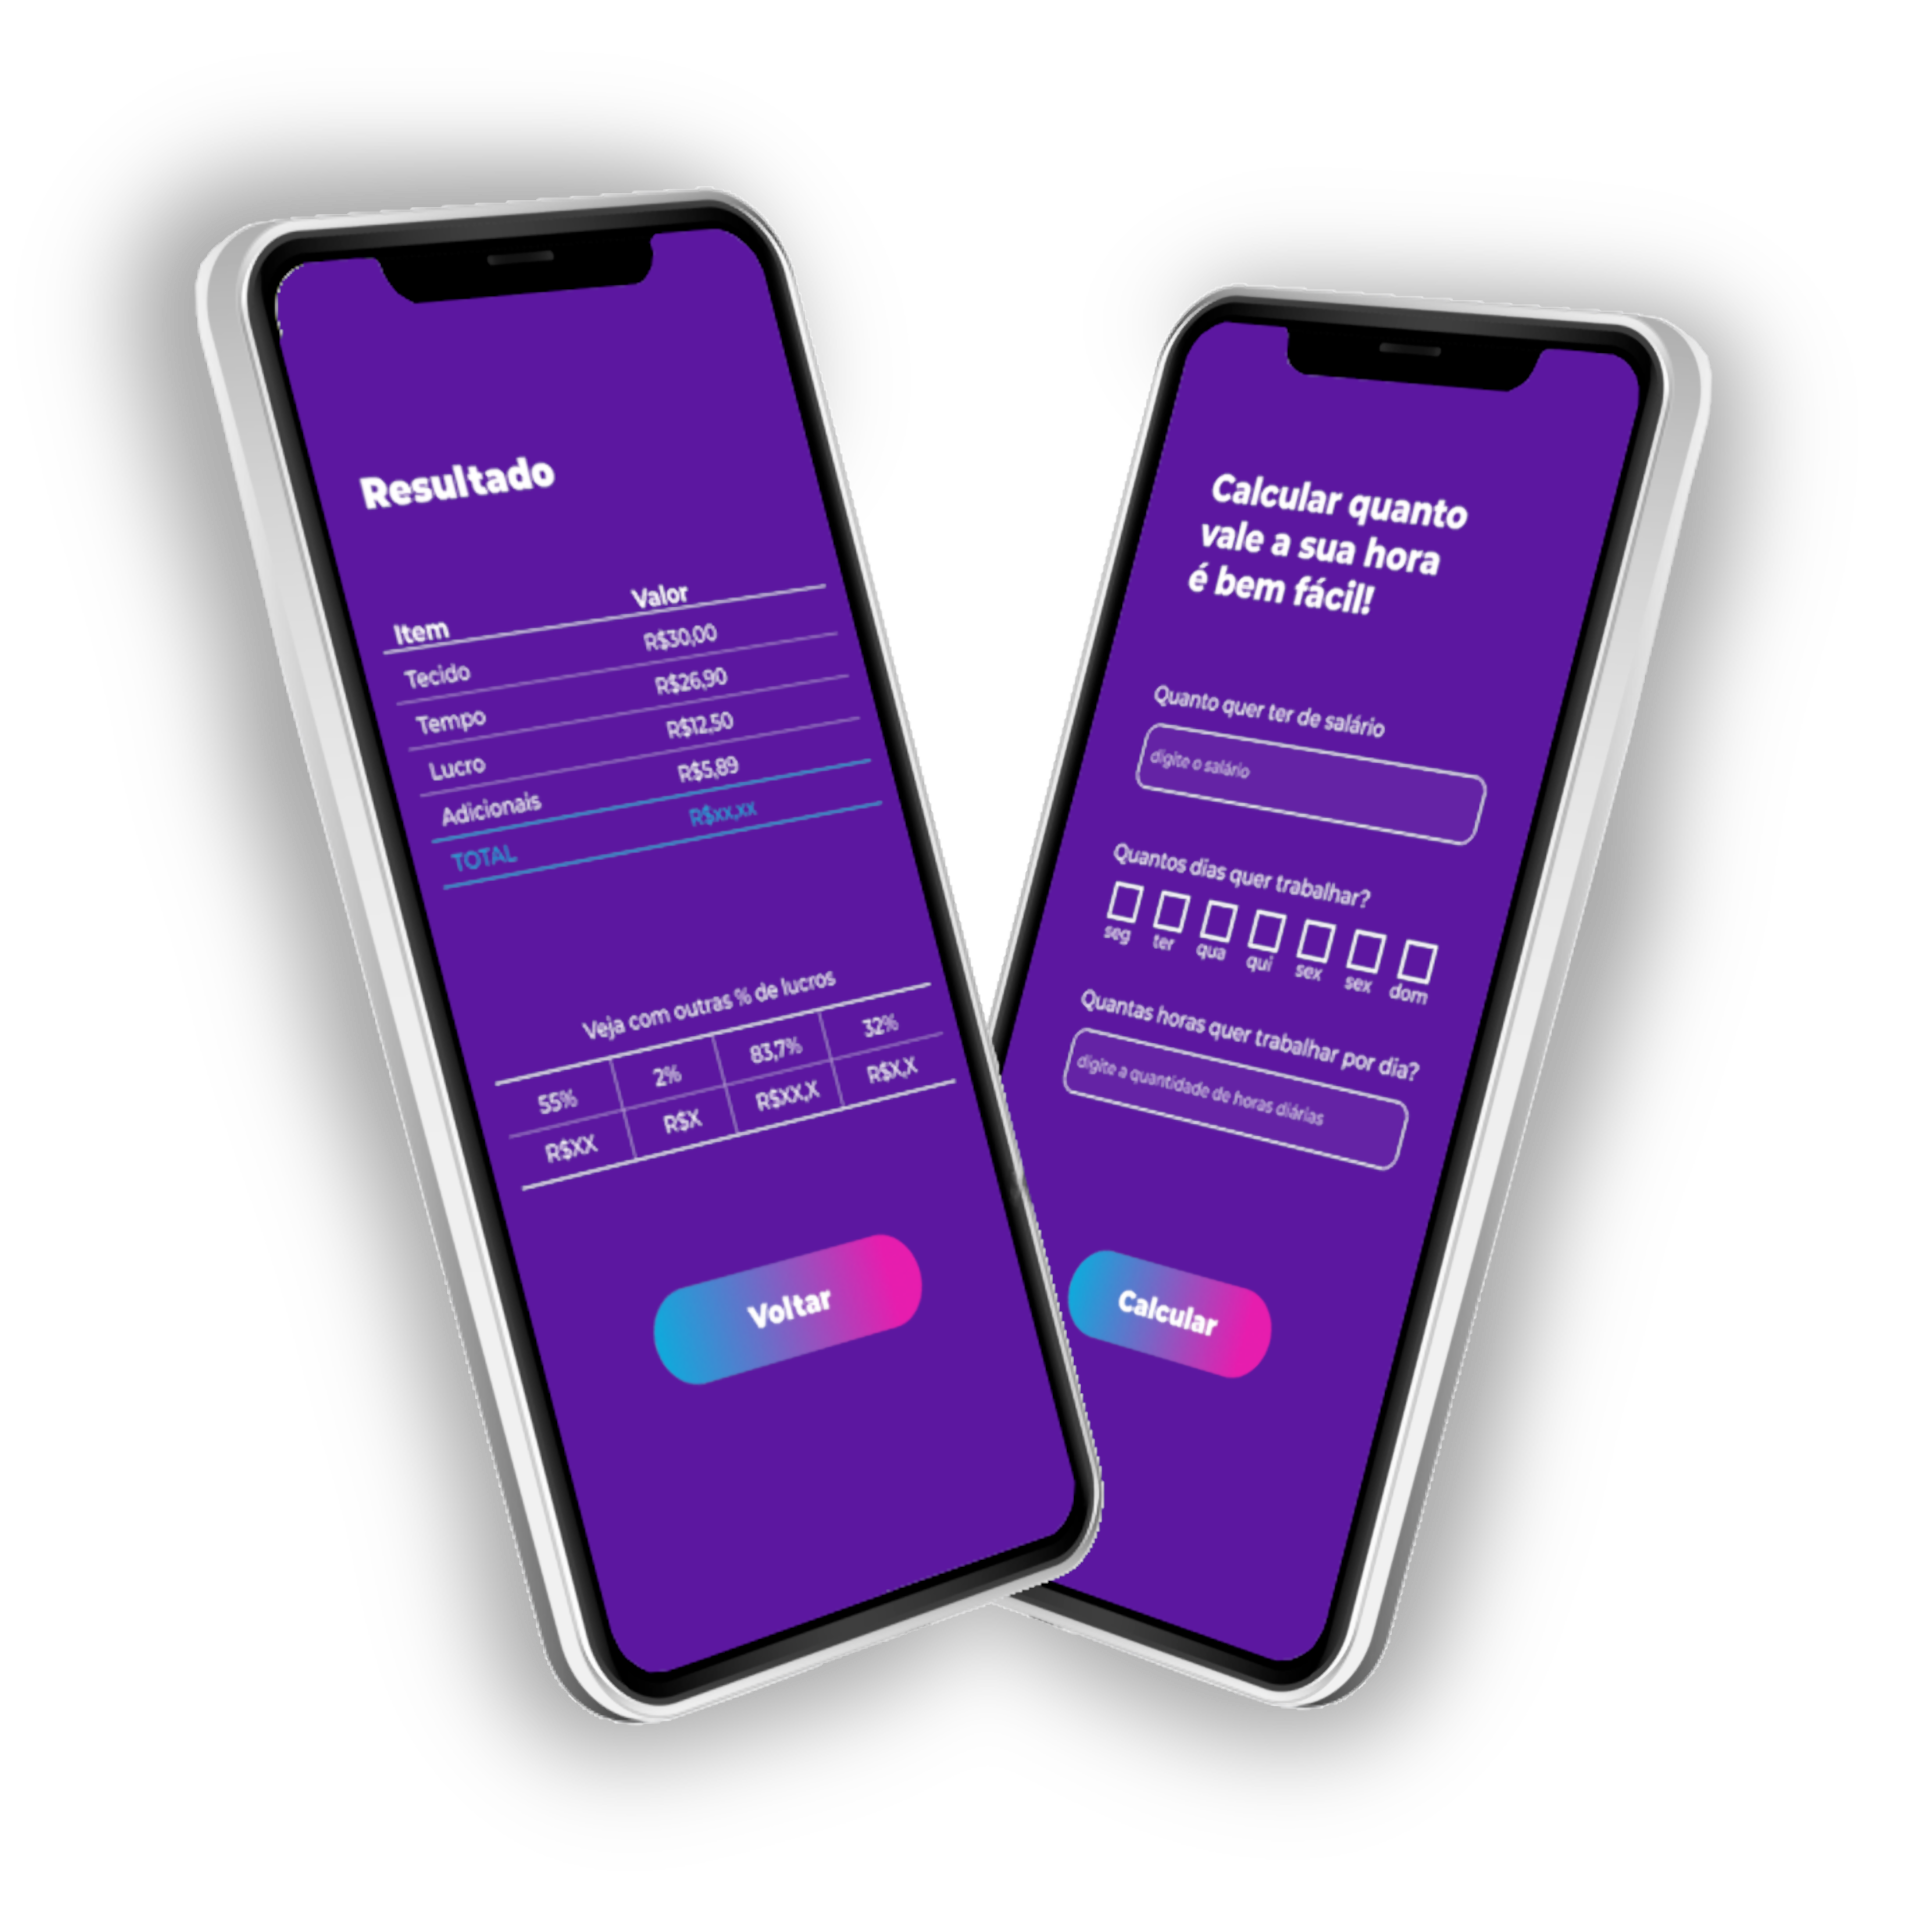 Resultado
Item Valor
Tecido R$30,00
Tempo R$26,90
Lucro R$12,50
Adicionais R$5,89
TOTAL R$xx,xx
Veja com outras % de lucros
55% 2% 83,7% 32%
R$XX R$X R$XX,X R$X,X
Voltar
Calcular quanto
vale a sua hora
é bem fácil!
Quanto quer ter de salário
digite o salário
Quantos dias quer trabalhar?
seg ter qua qui sex sex dom
Quantas horas quer trabalhar por dia?
digite a quantidade de horas diárias
Calcular